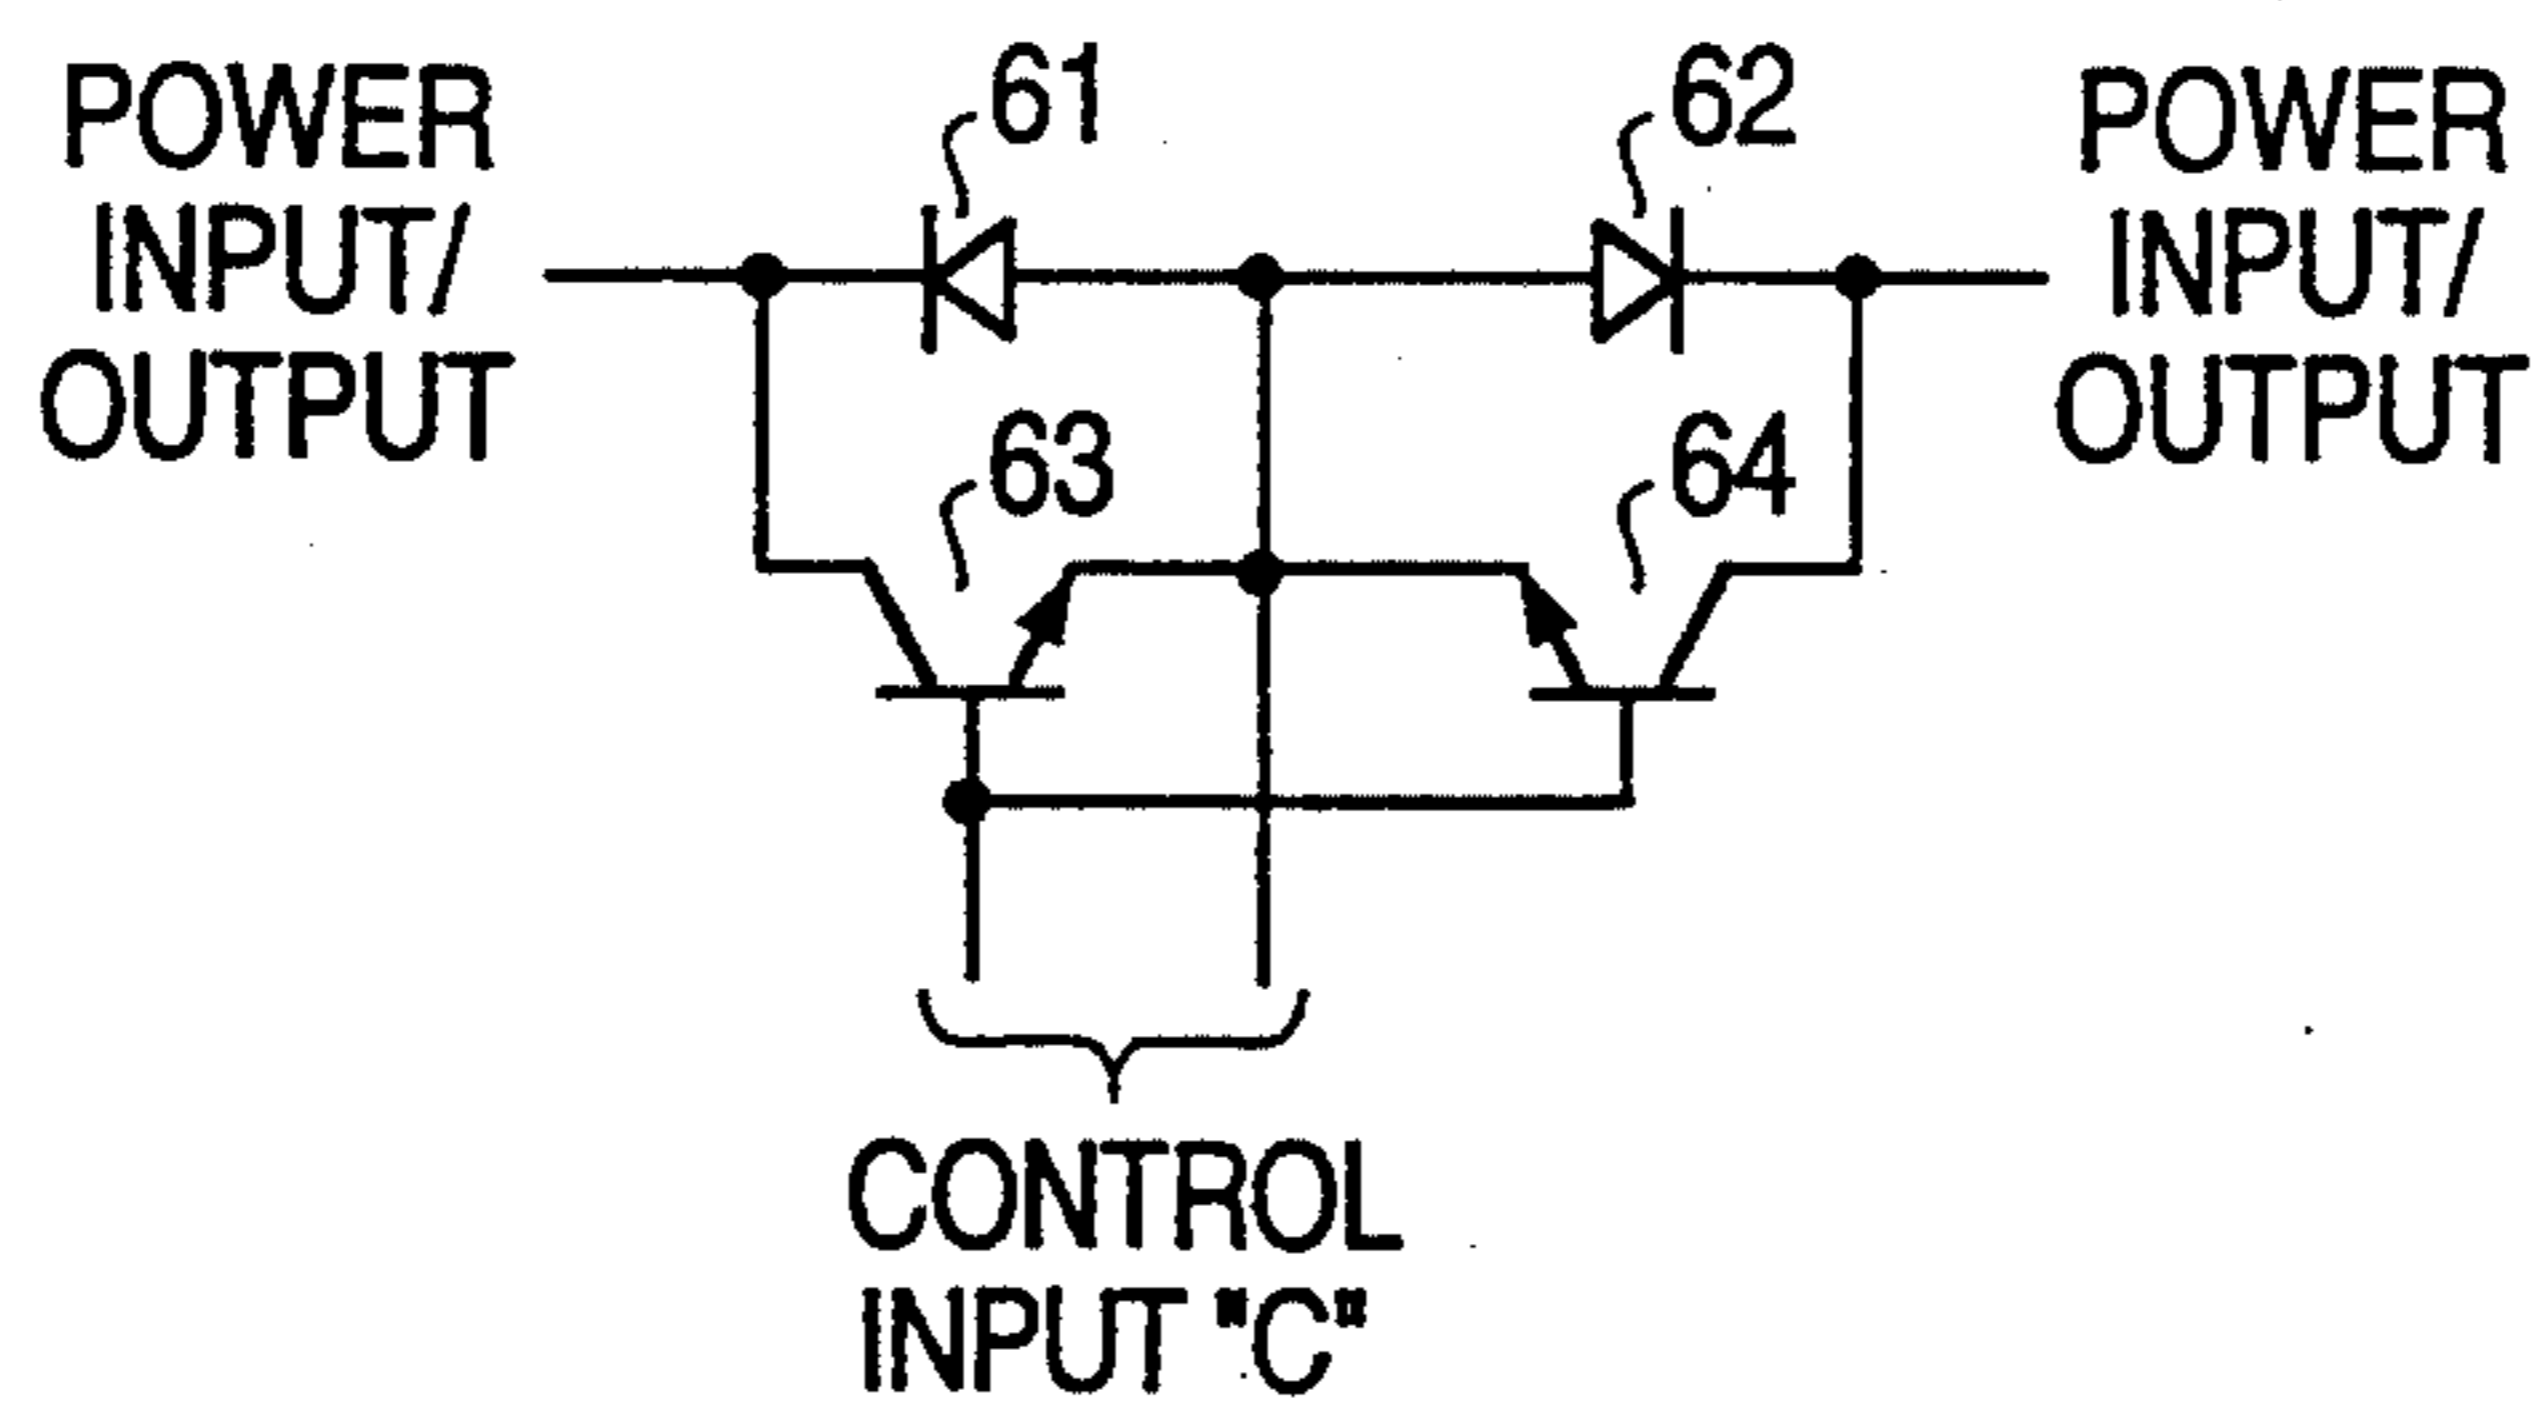 POWER
INPUT/
OUTPUT
61
62
POWER
INPUT/
OUTPUT
63
64
CONTROL
INPUT "C"